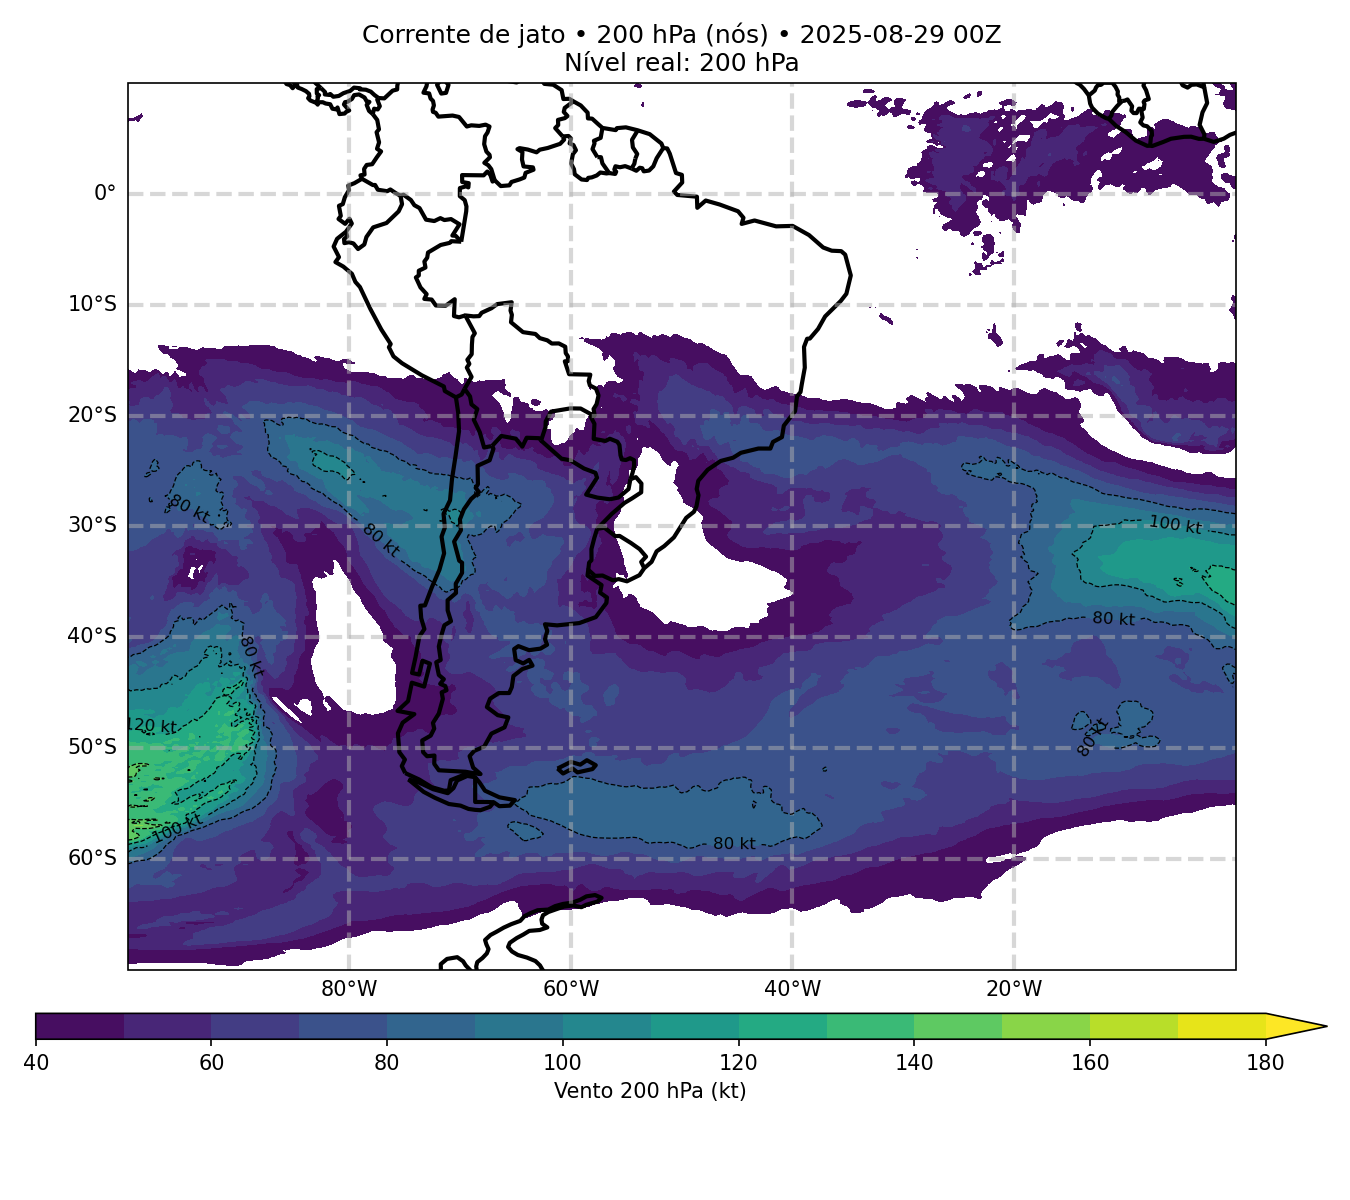 Corrente de jato • 200 hPa (nós) • 2025-08-29 00Z
Nível real: 200 hPa
0°
10°S
20°S
30°S
40°S
50°S
60°S
80 kt
80 kt
100 kt
80 kt
80 kt
120 kt
80 kt
100 kt
80 kt
80°W
60°W
40°W
20°W
40
60
80
100
120
140
160
180
Vento 200 hPa (kt)